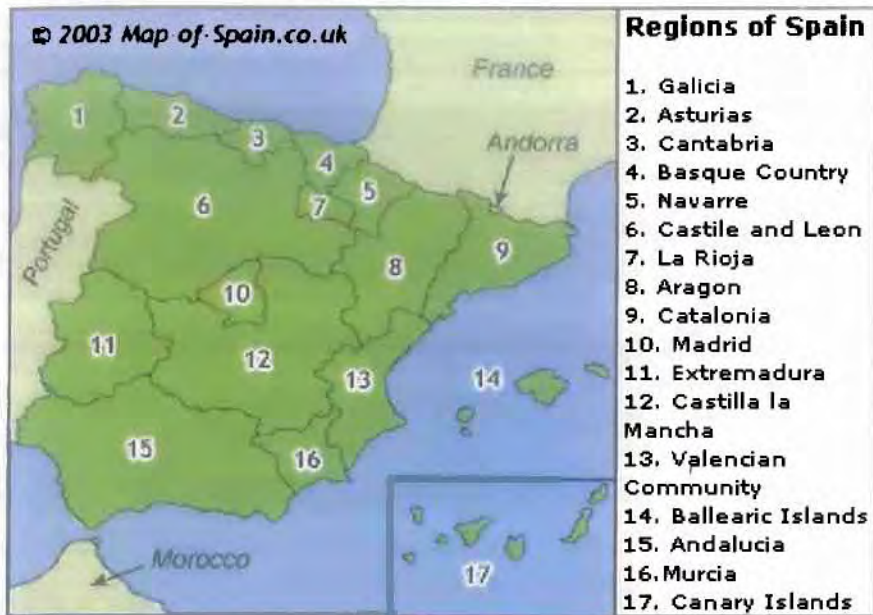 © 2003 Map-of-Spain.co.uk
France
Andorra
Portugal
Morocco
1
2
3
4
5
6
7
8
9
10
11
12
13
14
15
16
17
Regions of Spain
1. Galicia
2. Asturias
3. Cantabria
4. Basque Country
5. Navarre
6. Castile and Leon
7. La Rioja
8. Aragon
9. Catalonia
10. Madrid
11. Extremadura
12. Castilla la
Mancha
13. Valencian
Community
14. Ballearic Islands
15. Andalucia
16.Murcia
17. Canary Islands